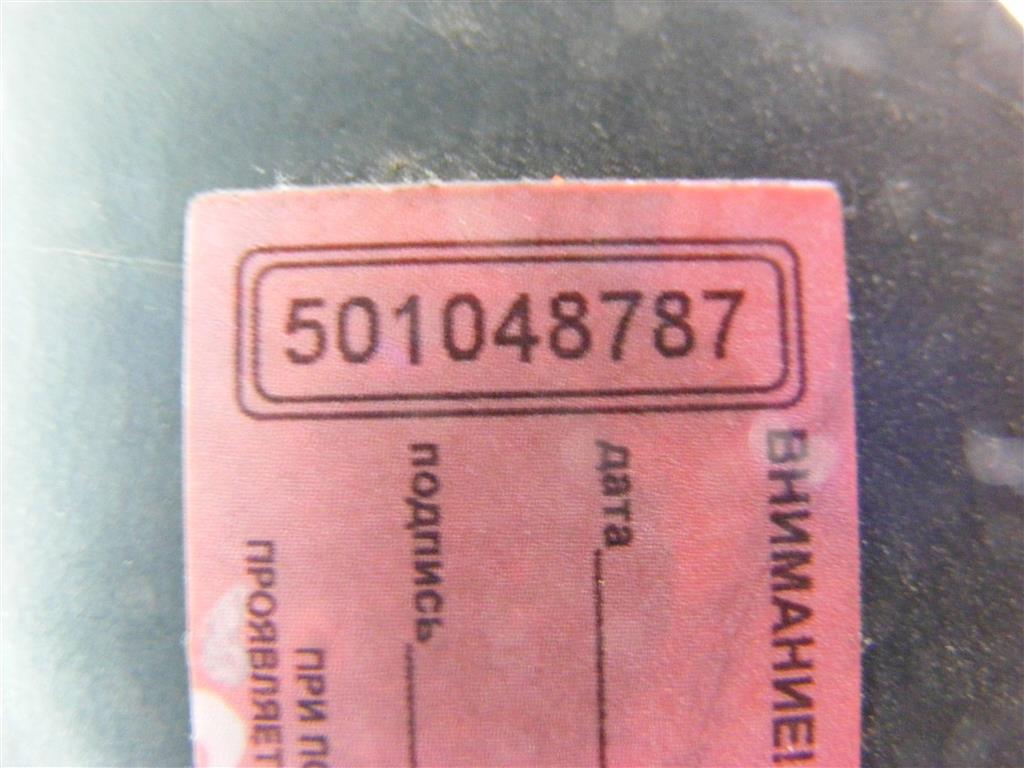 501048787
ВНИМАНИЕ!
дата
подпись
ПРИ
ПРОЯВЛЯЕТ